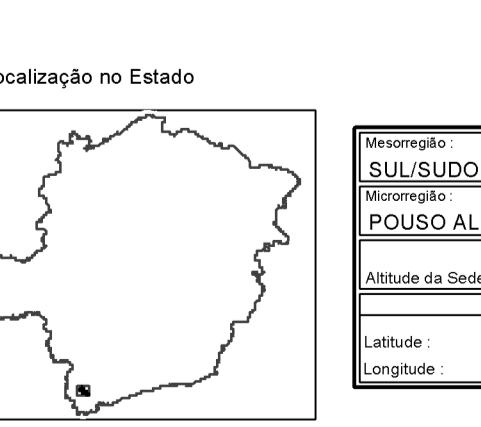 ocalização no Estado
Mesorregião :
SUL/SUDO
Microrregião :
POUSO AL
Altitude da Sede
Latitude :
Longitude :